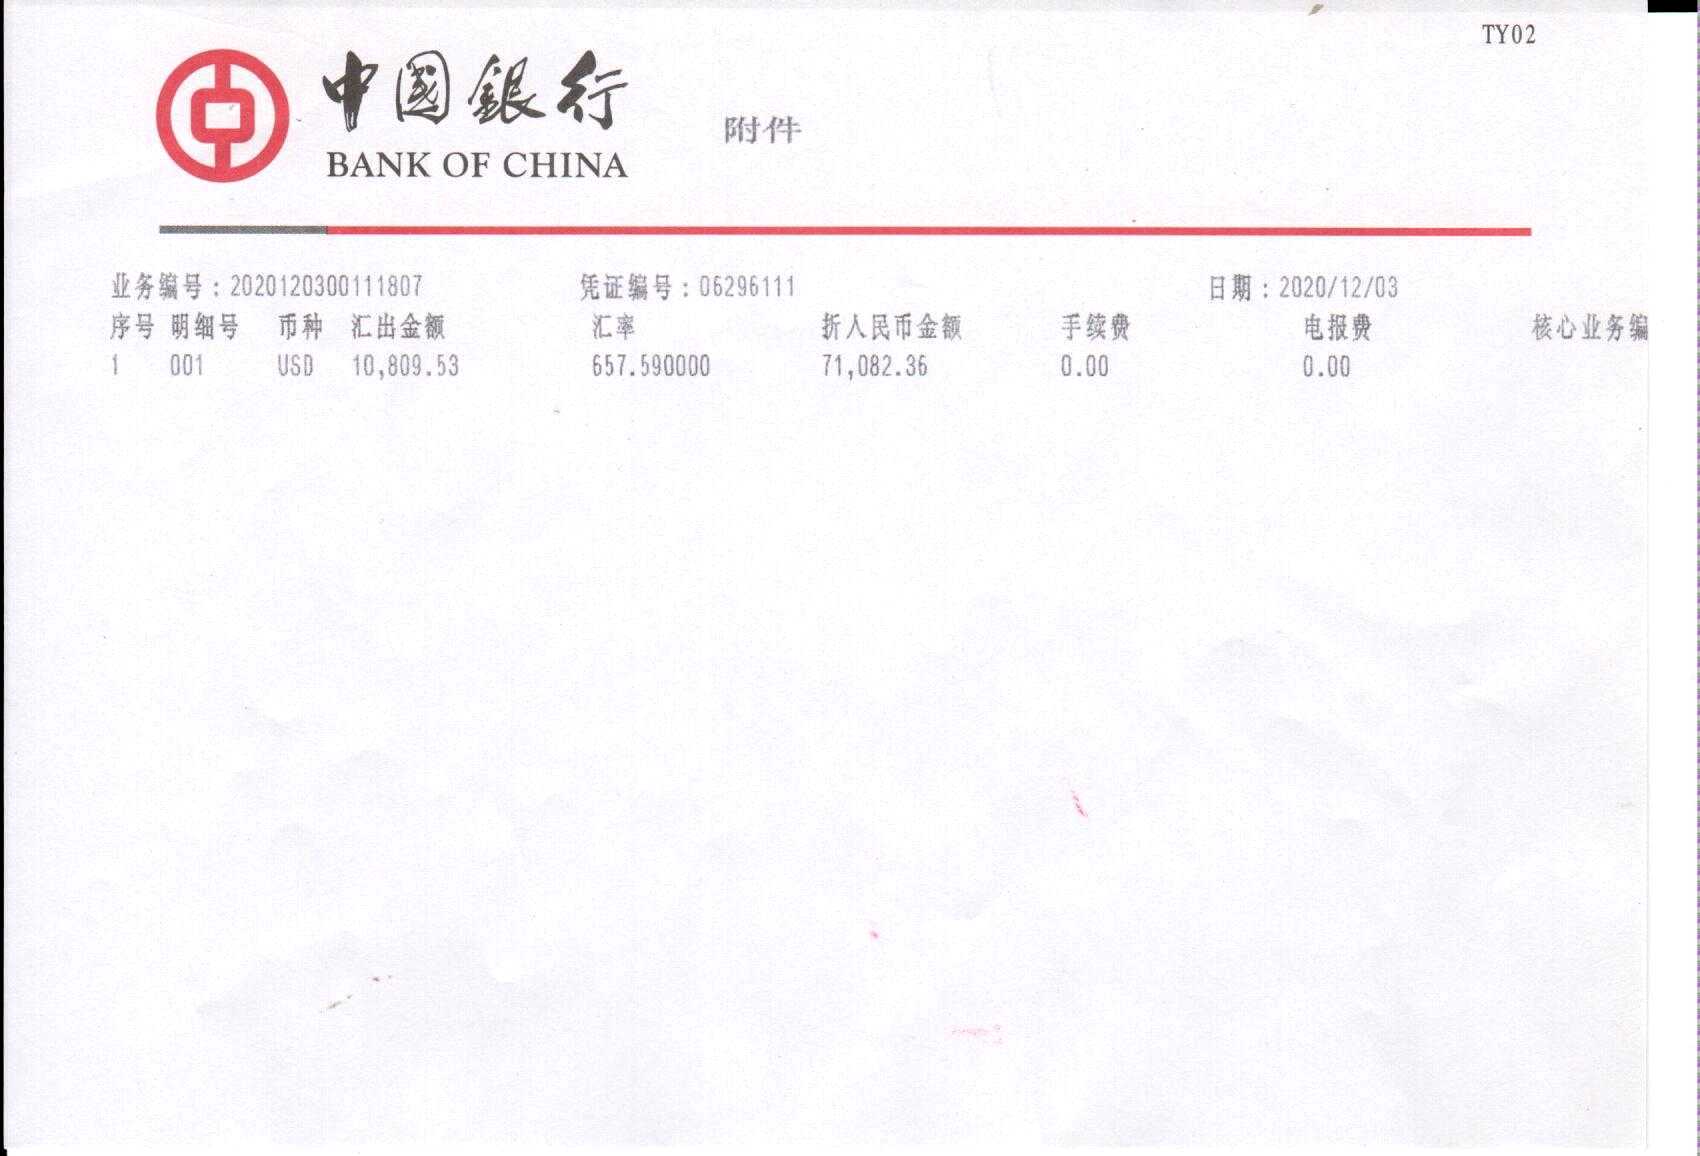 TY02
中國銀行
BANK OF CHINA
附件
业务编号：2020120300111807 凭证编号：06296111 日期：2020/12/03
序号 明细号 币种 汇出金额 汇率 折人民币金额 手续费 电报费 核心业务编
1 001 USD 10,809.53 657.590000 71,082.36 0.00 0.00